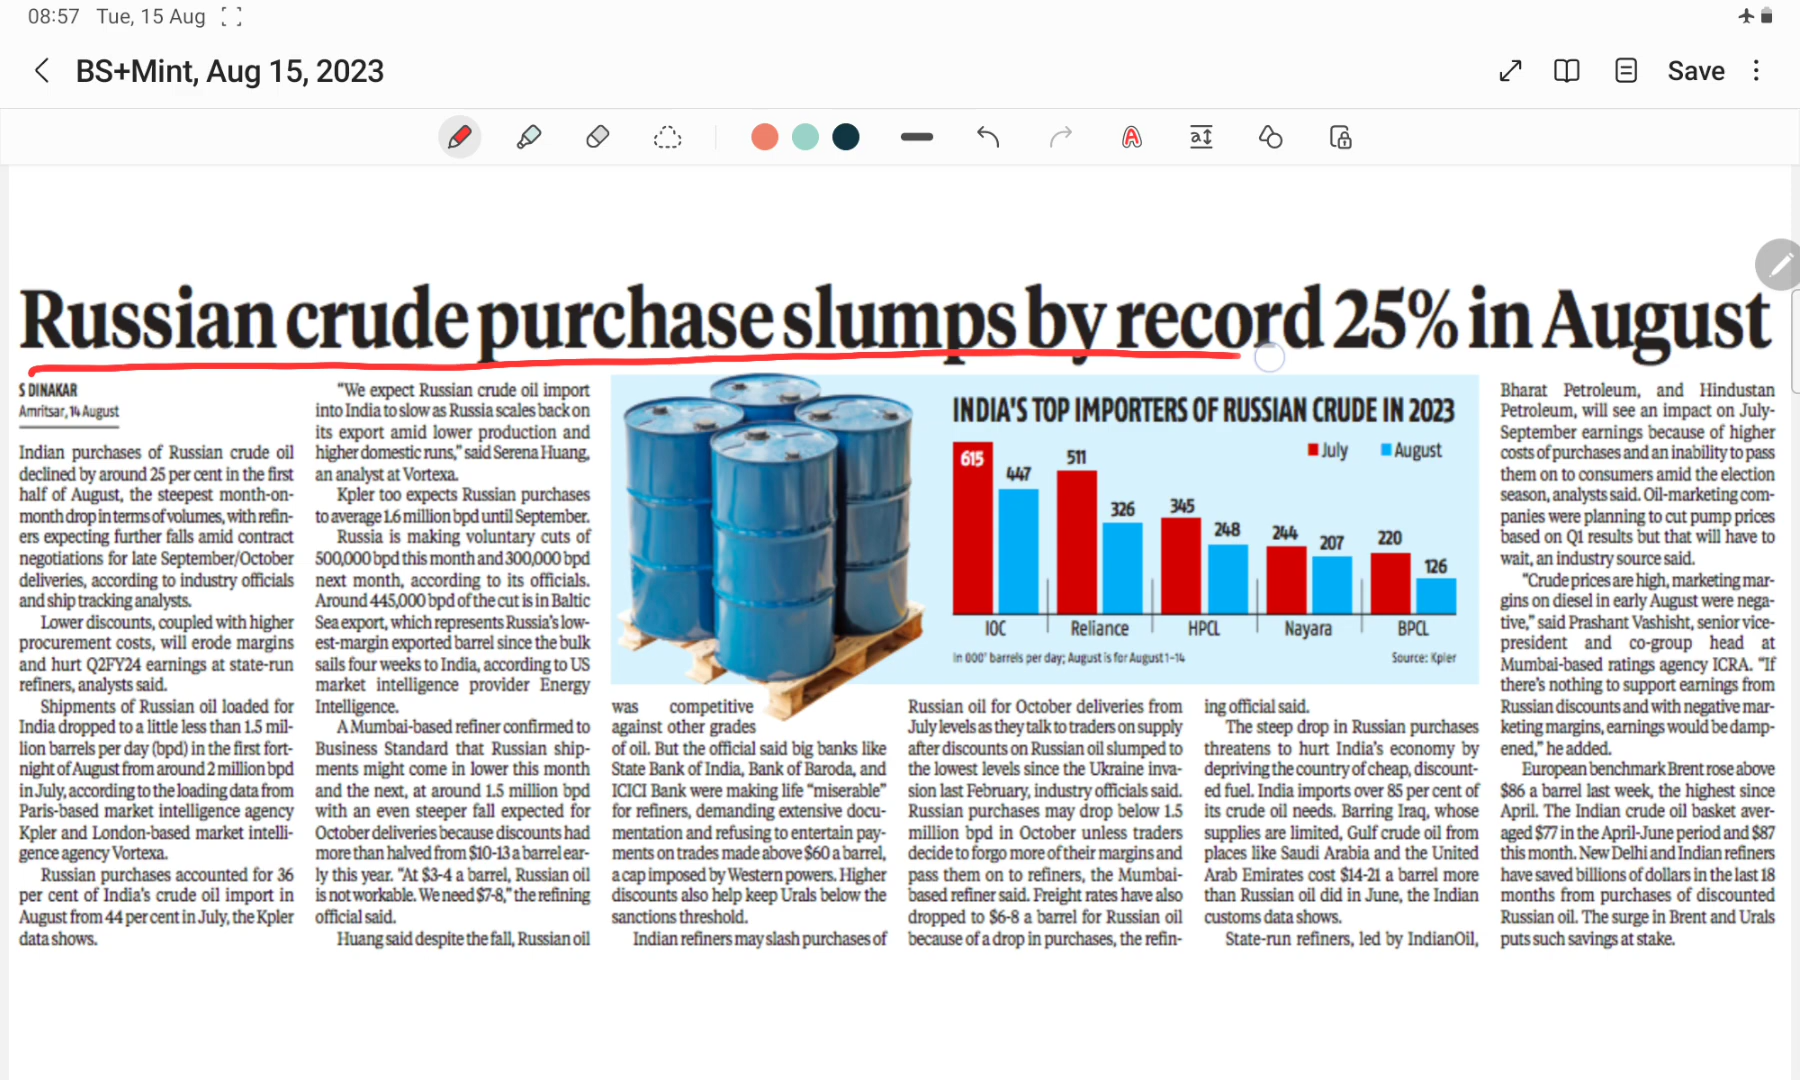 08:57 Tue, 15 Aug
BS+Mint, Aug 15, 2023
Save
Russian crude purchase slumps by record 25% in August
S DINAKAR
Amritsar, 14 August
Indian purchases of Russian crude oil
declined by around 25 per cent in the first
half of August, the steepest month-on-
month drop in terms of volumes, with refin-
ers expecting further falls amid contract
negotiations for late September/October
deliveries, according to industry officials
and ship tracking analysts.
Lower discounts, coupled with higher
procurement costs, will erode margins
and hurt Q2FY24 earnings at state-run
refiners, analysts said.
Shipments of Russian oil loaded for
India dropped to a little less than 1.5 mil-
lion barrels per day (bpd) in the first fort-
night of August from around 2 million bpd
in July, according to the loading data from
Paris-based market intelligence agency
Kpler and London-based market intelli-
gence agency Vortexa.
Russian purchases accounted for 36
per cent of India's crude oil import in
August from 44 per cent in July, the Kpler
data shows.
"We expect Russian crude oil import
into India to slow as Russia scales back on
its export amid lower production and
higher domestic runs," said Serena Huang,
an analyst at Vortexa.
Kpler too expects Russian purchases
to average 1.6 million bpd until September.
Russia is making voluntary cuts of
500,000 bpd this month and 300,000 bpd
next month, according to its officials.
Around 445,000 bpd of the cut is in Baltic
Sea export, which represents Russia's low-
est-margin exported barrel since the bulk
sails four weeks to India, according to US
market intelligence provider Energy
Intelligence.
A Mumbai-based refiner confirmed to
Business Standard that Russian ship-
ments might come in lower this month
and the next, at around 1.5 million bpd
with an even steeper fall expected for
October deliveries because discounts had
more than halved from $10-13 a barrel ear-
ly this year. "At $3-4 a barrel, Russian oil
is not workable. We need $7-8," the refining
official said.
Huang said despite the fall, Russian oil
INDIA'S TOP IMPORTERS OF RUSSIAN CRUDE IN 2023
July August
615 447 511 326 345 248 244 207 220 126
IOC Reliance HPCL Nayara BPCL
In 000' barrels per day; August is for August 1-14 Source: Kpler
was competitive
against other grades
of oil. But the official said big banks like
State Bank of India, Bank of Baroda, and
ICICI Bank were making life "miserable"
for refiners, demanding extensive docu-
mentation and refusing to entertain pay-
ments on trades made above $60 a barrel,
a cap imposed by Western powers. Higher
discounts also help keep Urals below the
sanctions threshold.
Indian refiners may slash purchases of
Russian oil for October deliveries from
July levels as they talk to traders on supply
after discounts on Russian oil slumped to
the lowest levels since the Ukraine inva-
sion last February, industry officials said.
Russian purchases may drop below 1.5
million bpd in October unless traders
decide to forgo more of their margins and
pass them on to refiners, the Mumbai-
based refiner said. Freight rates have also
dropped to $6-8 a barrel for Russian oil
because of a drop in purchases, the refin-
ing official said.
The steep drop in Russian purchases
threatens to hurt India's economy by
depriving the country of cheap, discount-
ed fuel. India imports over 85 per cent of
its crude oil needs. Barring Iraq, whose
supplies are limited, Gulf crude oil from
places like Saudi Arabia and the United
Arab Emirates cost $14-21 a barrel more
than Russian oil did in June, the Indian
customs data shows.
State-run refiners, led by IndianOil,
Bharat Petroleum, and Hindustan
Petroleum, will see an impact on July-
September earnings because of higher
costs of purchases and an inability to pass
them on to consumers amid the election
season, analysts said. Oil-marketing com-
panies were planning to cut pump prices
based on Q1 results but that will have to
wait, an industry source said.
"Crude prices are high, marketing mar-
gins on diesel in early August were nega-
tive," said Prashant Vashisht, senior vice-
president and co-group head at
Mumbai-based ratings agency ICRA. "If
there's nothing to support earnings from
Russian discounts and with negative mar-
keting margins, earnings would be damp-
ened," he added.
European benchmark Brent rose above
$86 a barrel last week, the highest since
April. The Indian crude oil basket aver-
aged $77 in the April-June period and $87
this month. New Delhi and Indian refiners
have saved billions of dollars in the last 18
months from purchases of discounted
Russian oil. The surge in Brent and Urals
puts such savings at stake.